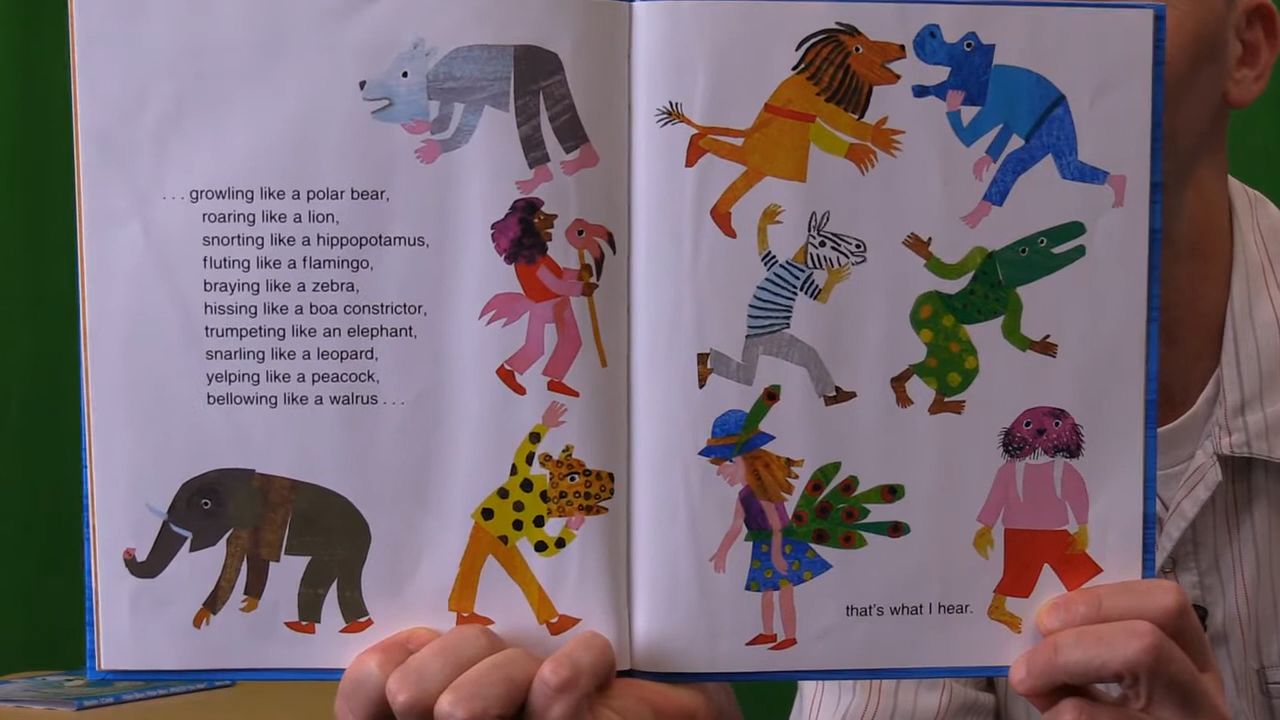 . . . growling like a polar bear,
roaring like a lion,
snorting like a hippopotamus,
fluting like a flamingo,
braying like a zebra,
hissing like a boa constrictor,
trumpeting like an elephant,
snarling like a leopard,
yelping like a peacock,
bellowing like a walrus . . .
that's what I hear.